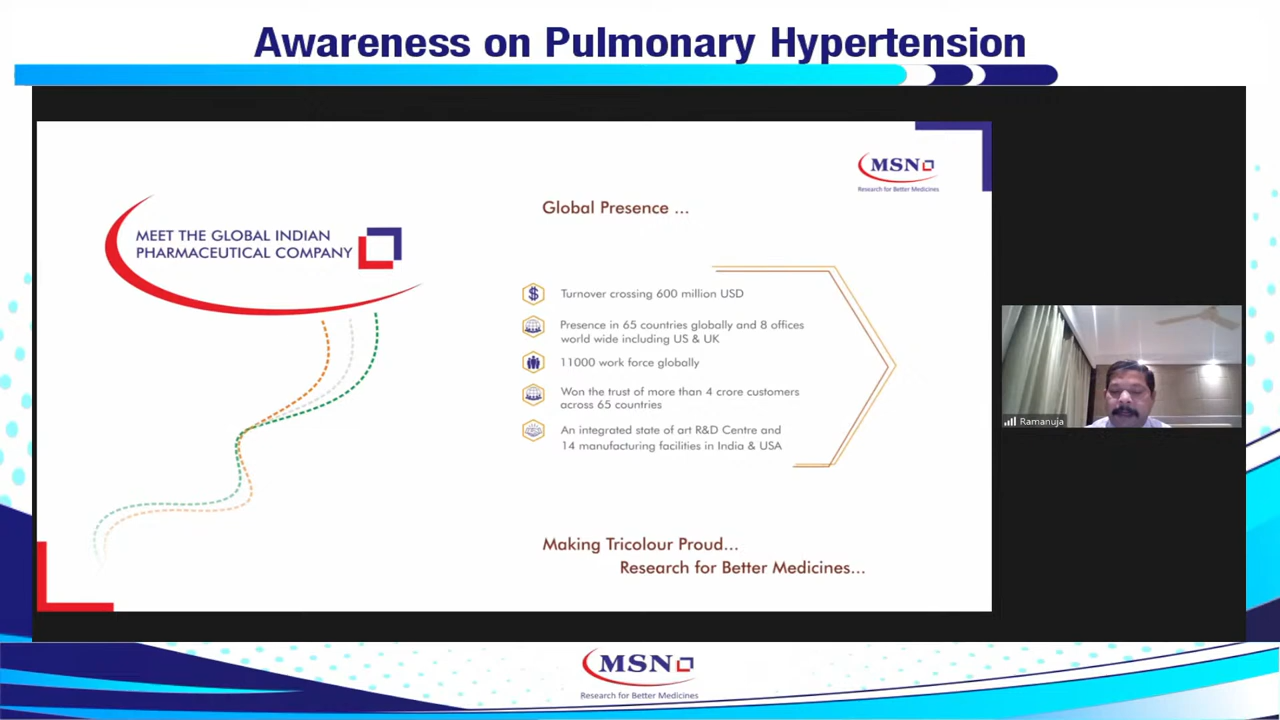 Awareness on Pulmonary Hypertension
MEET THE GLOBAL INDIAN
PHARMACEUTICAL COMPANY
MSN
Research for Better Medicines
Global Presence ...
$
Turnover crossing 600 million USD
Presence in 65 countries globally and 8 offices
world wide including US & UK
11000 work force globally
Won the trust of more than 4 crore customers
across 65 countries
An integrated state of art R&D Centre and
14 manufacturing facilities in India & USA
Making Tricolour Proud...
Research for Better Medicines...
Ramanuja
MSN
Research for Better Medicines